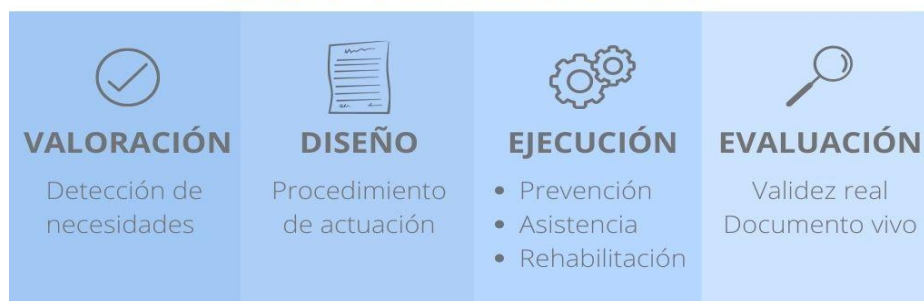 VALORACIÓN
Detección de
necesidades
DISEÑO
Procedimiento
de actuación
EJECUCIÓN
• Prevención
• Asistencia
• Rehabilitación
EVALUACIÓN
Validez real
Documento vivo